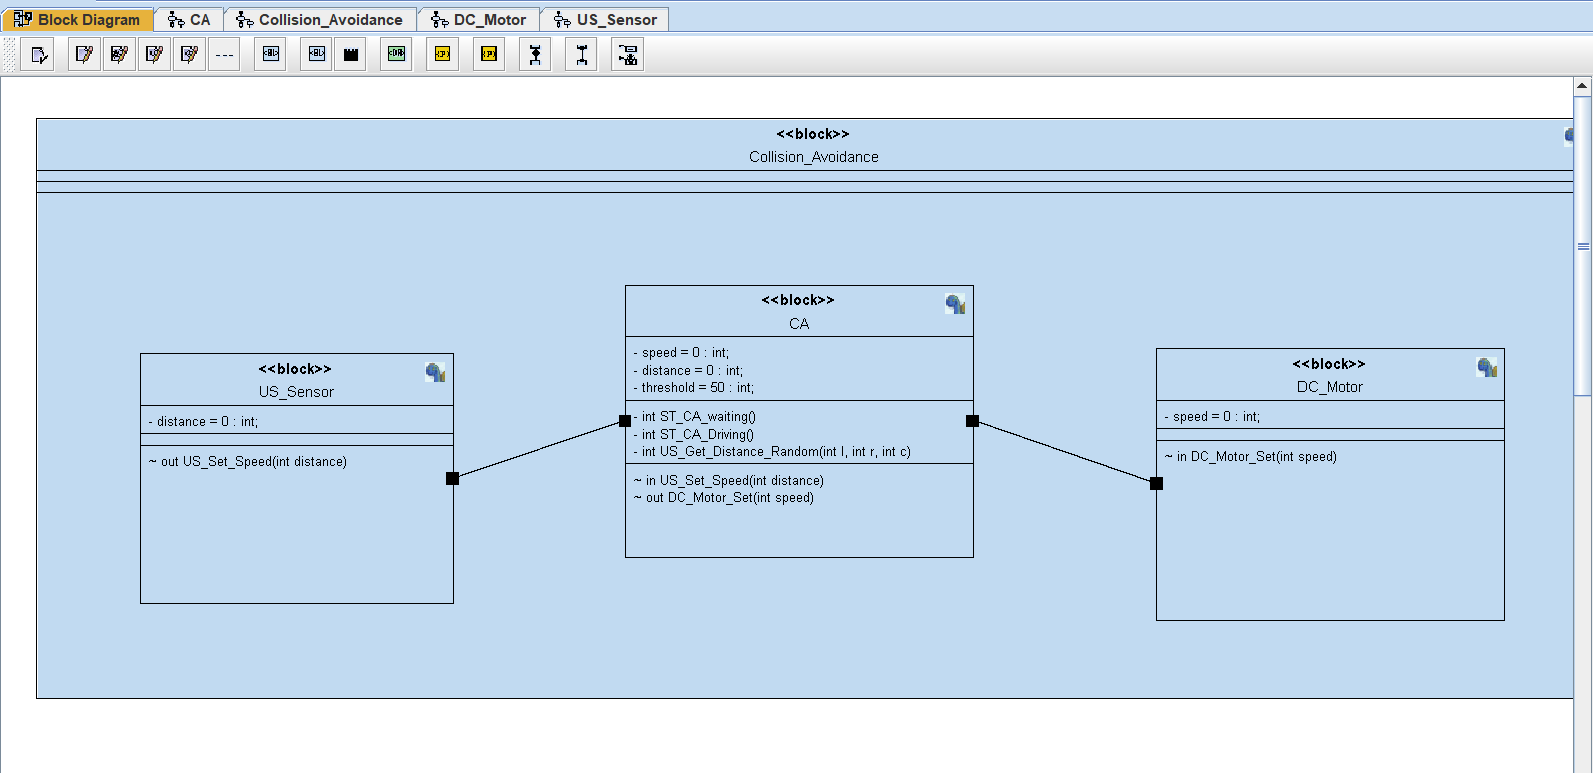 Block Diagram CA Collision_Avoidance DC_Motor US_Sensor
<<block>>
Collision_Avoidance
<<block>>
US_Sensor
- distance = 0 : int;
~ out US_Set_Speed(int distance)
<<block>>
CA
- speed = 0 : int;
- distance = 0 : int;
- threshold = 50 : int;
- int ST_CA_waiting()
- int ST_CA_Driving()
- int US_Get_Distance_Random(int l, int r, int c)
~ in US_Set_Speed(int distance)
~ out DC_Motor_Set(int speed)
<<block>>
DC_Motor
- speed = 0 : int;
~ in DC_Motor_Set(int speed)